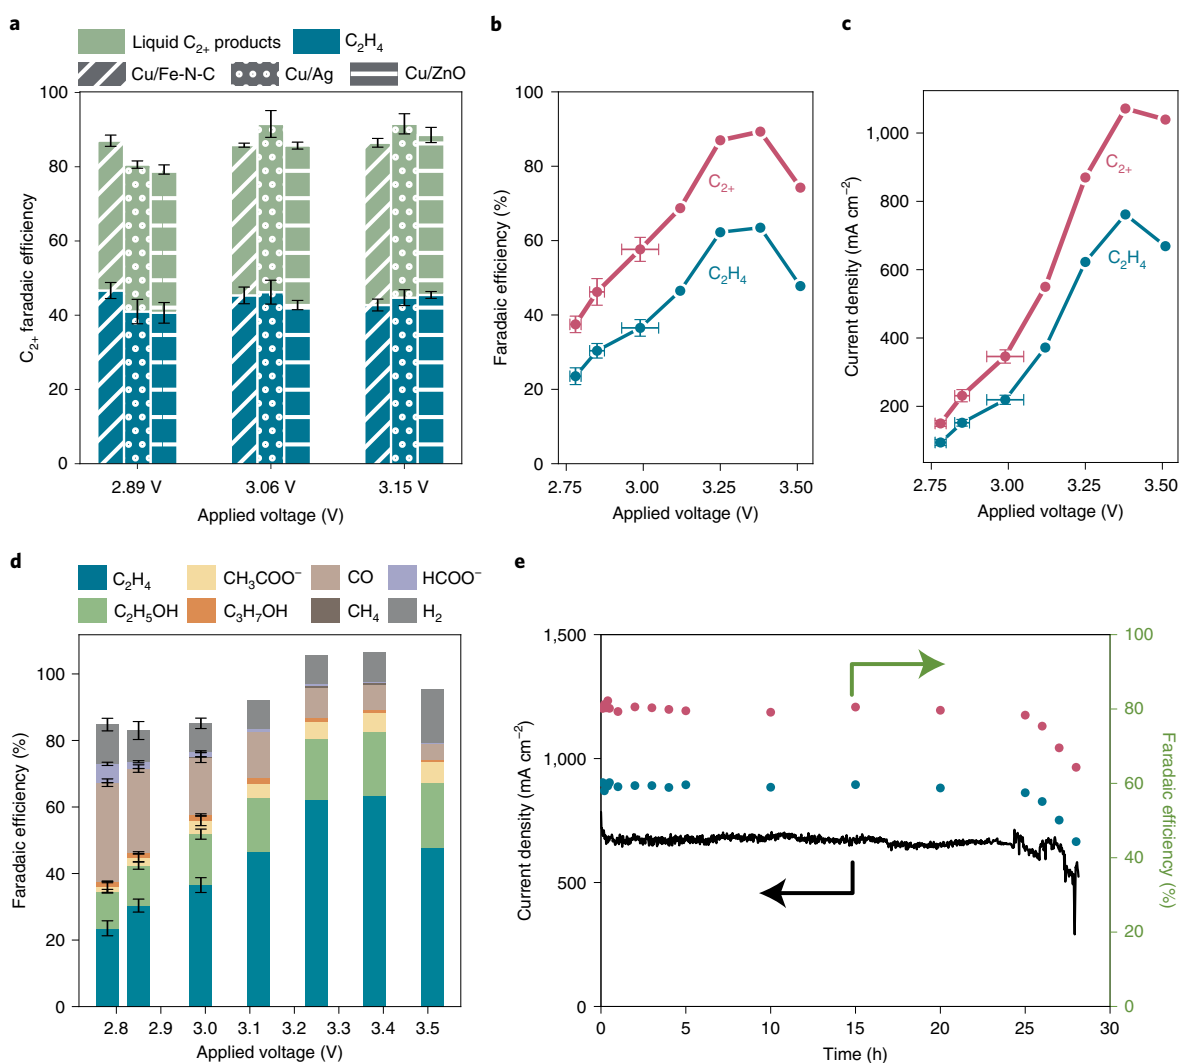 a
Liquid C₂₊ products
C₂H₄
Cu/Fe-N-C
Cu/Ag
Cu/ZnO
100
80
60
40
20
0
C₂₊ faradaic efficiency
2.89 V
3.06 V
3.15 V
Applied voltage (V)
b
100
80
60
40
20
0
Faradaic efficiency (%)
C₂₊
C₂H₄
2.75
3.00
3.25
3.50
Applied voltage (V)
c
1,000
800
600
400
200
Current density (mA cm⁻²)
C₂₊
C₂H₄
2.75
3.00
3.25
3.50
Applied voltage (V)
d
C₂H₄
CH₃COO⁻
CO
HCOO⁻
C₂H₅OH
C₃H₇OH
CH₄
H₂
100
80
60
40
20
0
Faradaic efficiency (%)
2.8
2.9
3.0
3.1
3.2
3.3
3.4
3.5
Applied voltage (V)
e
1,500
1,000
500
0
Current density (mA cm⁻²)
100
80
60
40
20
0
Faradaic efficiency (%)
0
5
10
15
20
25
30
Time (h)